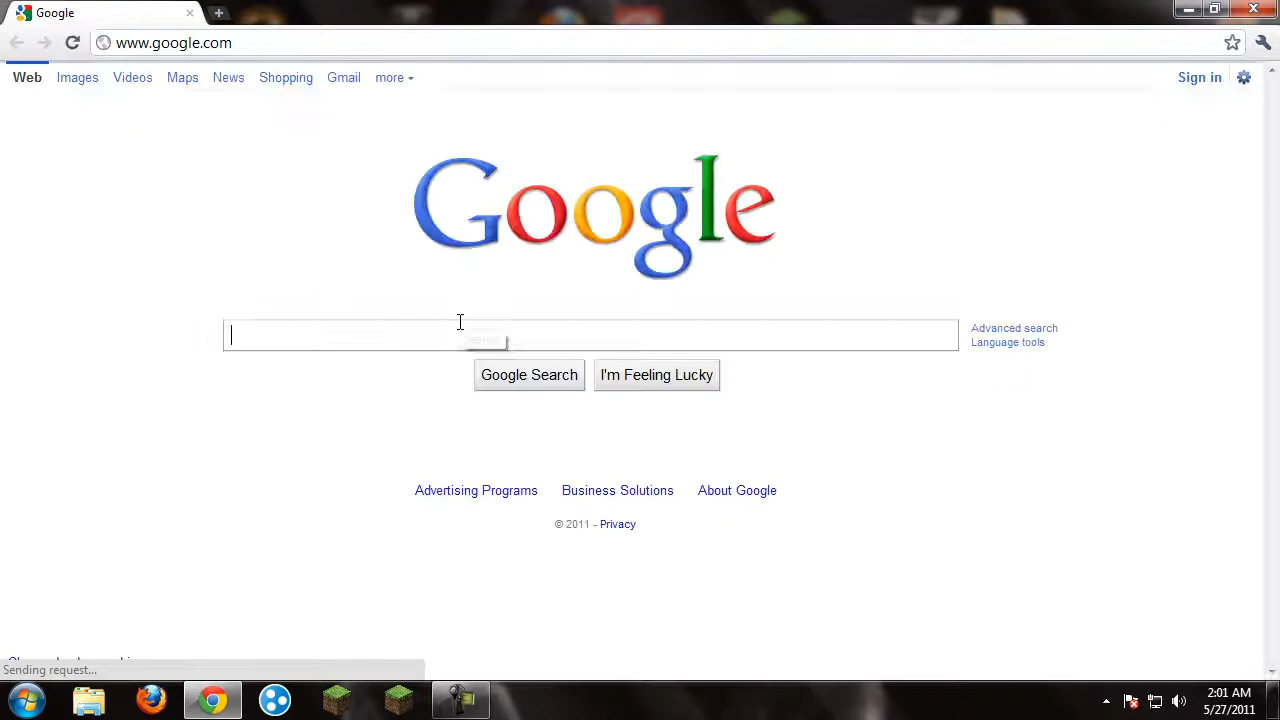 Google
www.google.com
Web Images Videos Maps News Shopping Gmail more Sign in
Google
Advanced search
Language tools
Google Search I'm Feeling Lucky
Advertising Programs Business Solutions About Google
© 2011 - Privacy
Sending request...
2:01 AM
5/27/2011